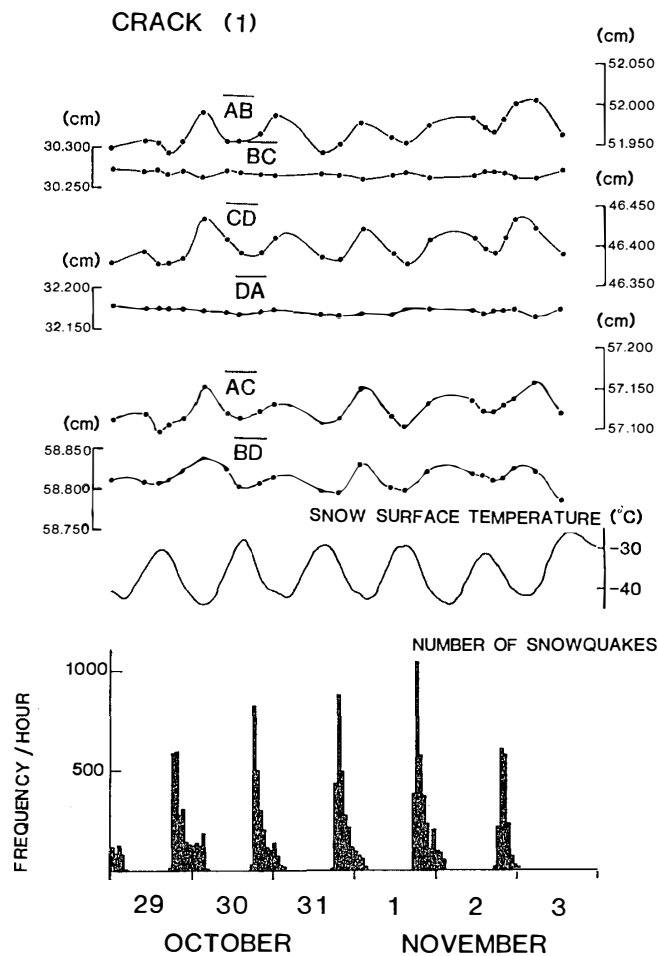 CRACK (1)
(cm)
52.050
AB
52.000
(cm)
30.300
51.950
BC
30.250
(cm)
46.450
CD
46.400
(cm)
32.200
DA
46.350
32.150
(cm)
57.200
AC
57.150
(cm)
57.100
58.850
BD
58.800
58.750
SNOW SURFACE TEMPERATURE (°C)
-30
-40
NUMBER OF SNOWQUAKES
1000
500
FREQUENCY/HOUR
29 30 31 1 2 3
OCTOBER NOVEMBER